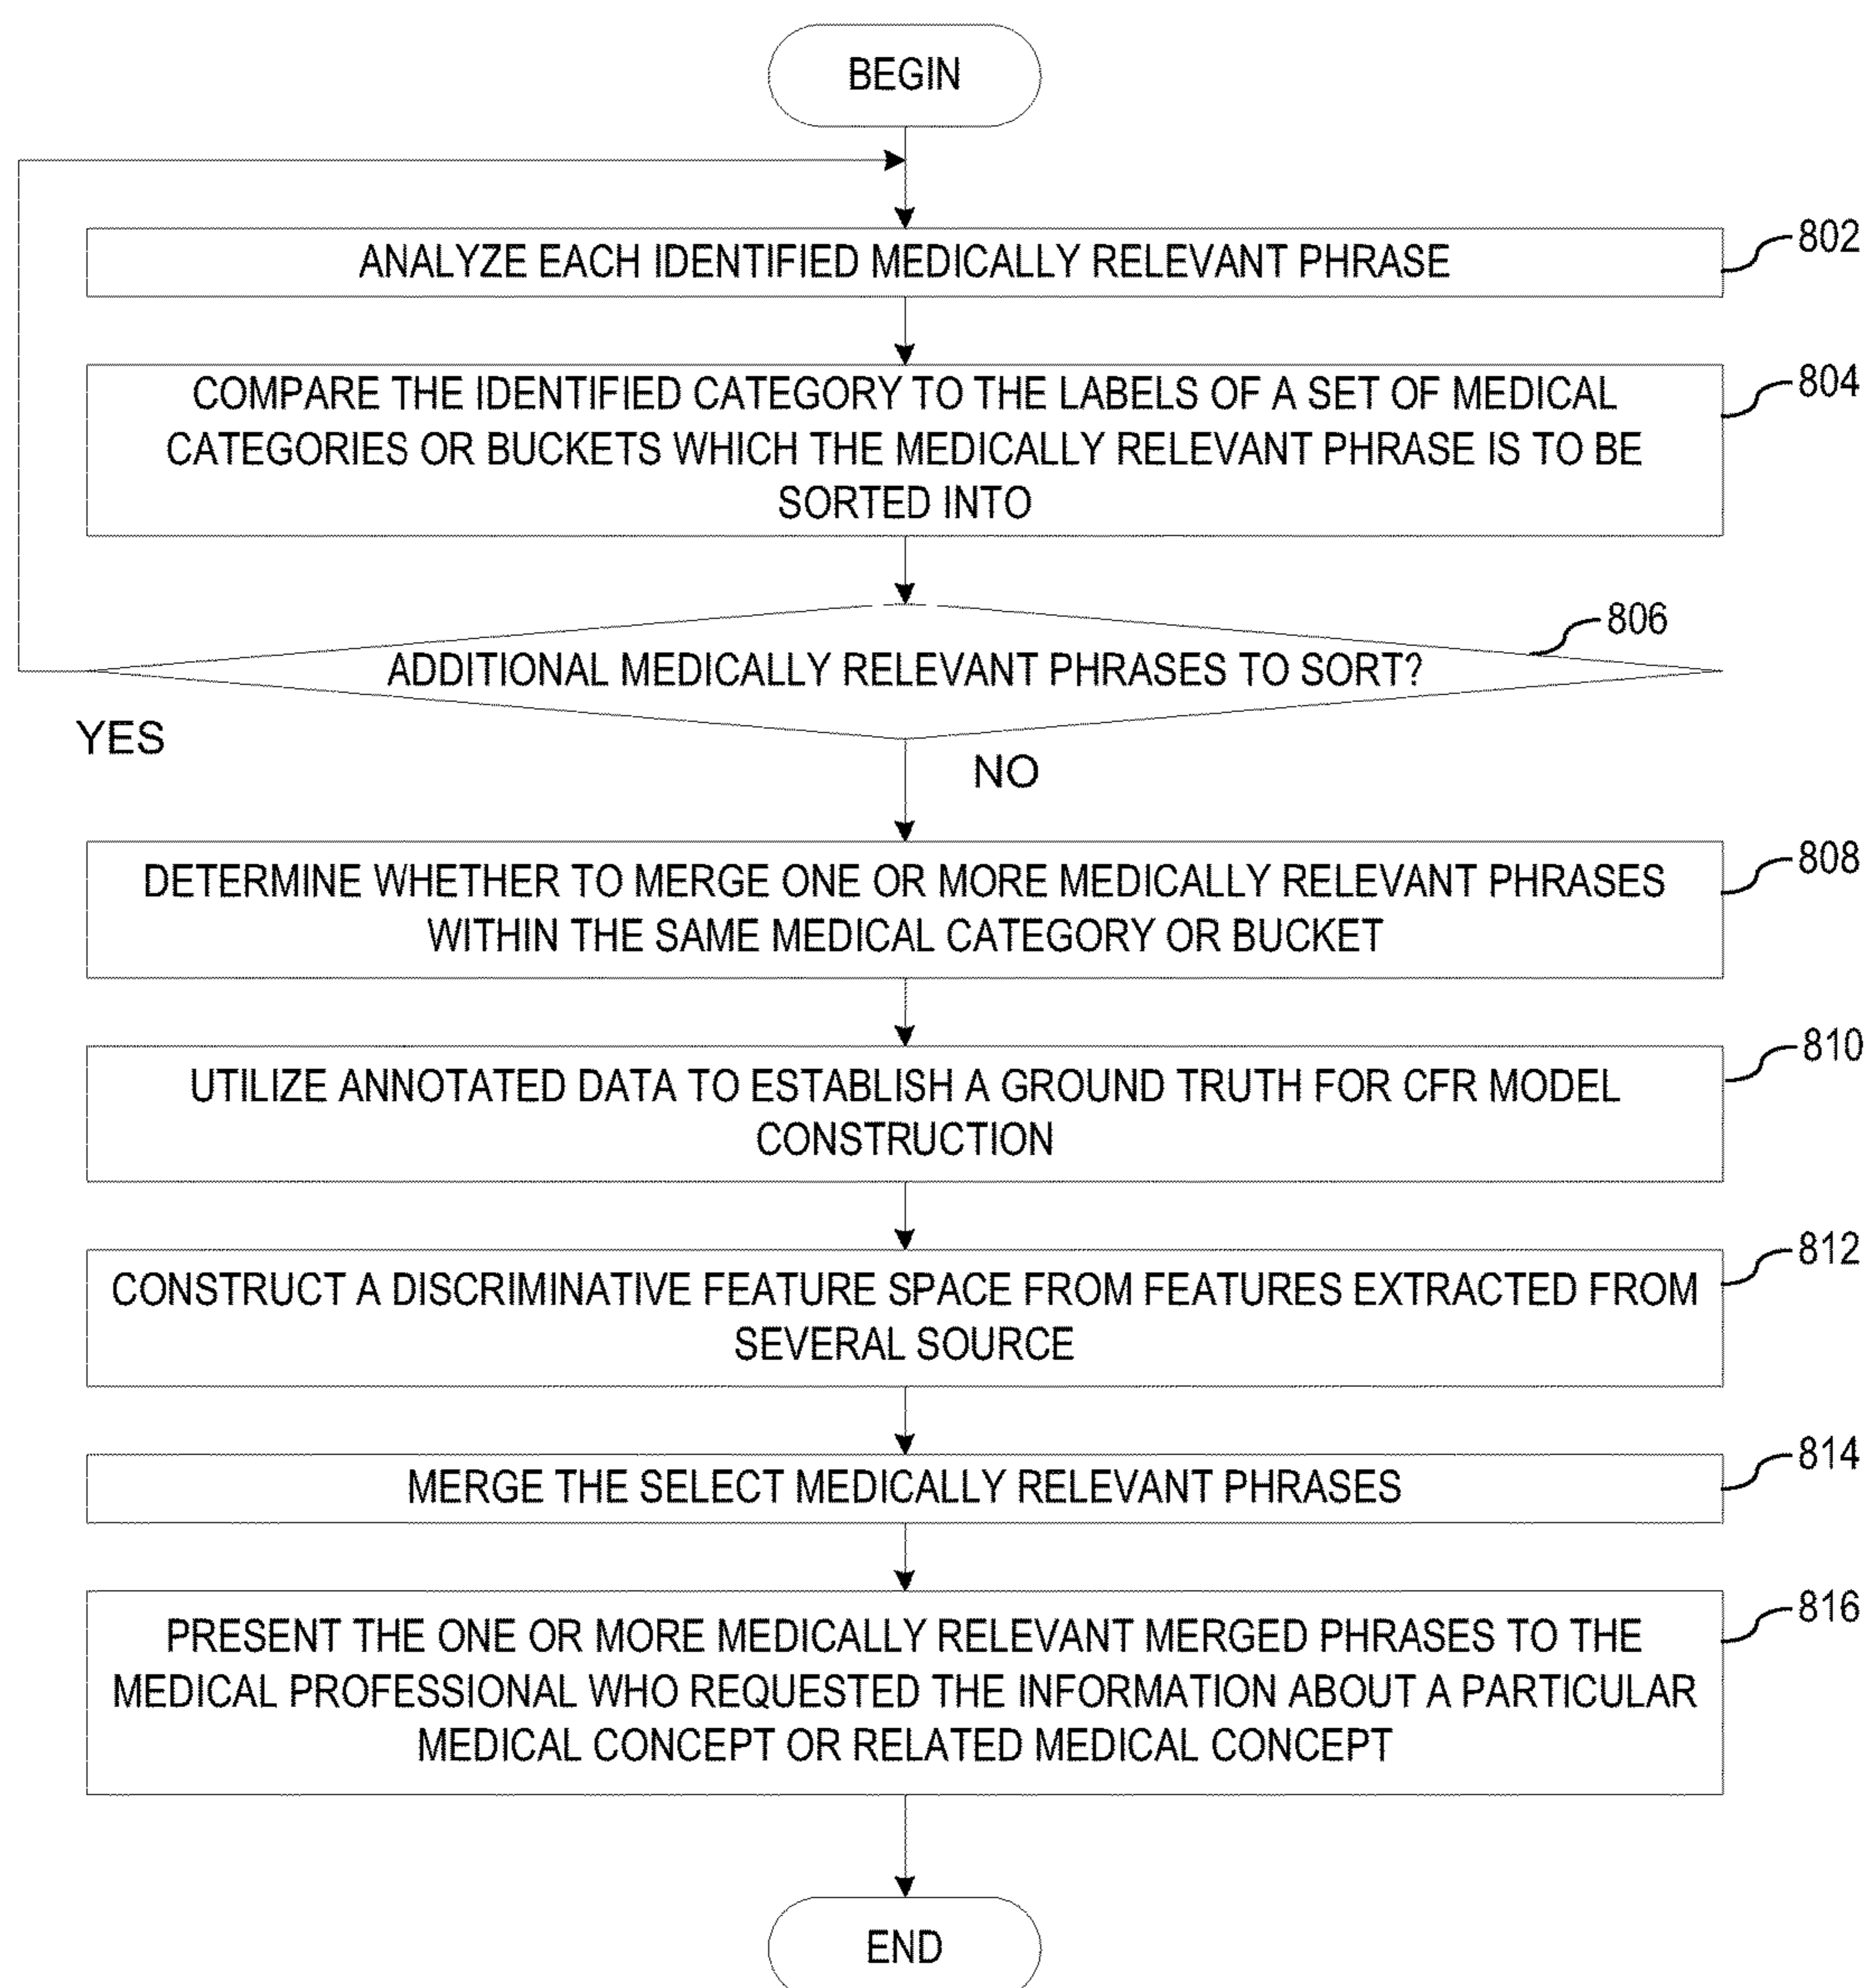 BEGIN
ANALYZE EACH IDENTIFIED MEDICALLY RELEVANT PHRASE
802
COMPARE THE IDENTIFIED CATEGORY TO THE LABELS OF A SET OF MEDICAL
CATEGORIES OR BUCKETS WHICH THE MEDICALLY RELEVANT PHRASE IS TO BE
SORTED INTO
804
ADDITIONAL MEDICALLY RELEVANT PHRASES TO SORT?
806
YES
NO
DETERMINE WHETHER TO MERGE ONE OR MORE MEDICALLY RELEVANT PHRASES
WITHIN THE SAME MEDICAL CATEGORY OR BUCKET
808
UTILIZE ANNOTATED DATA TO ESTABLISH A GROUND TRUTH FOR CFR MODEL
CONSTRUCTION
810
CONSTRUCT A DISCRIMINATIVE FEATURE SPACE FROM FEATURES EXTRACTED FROM
SEVERAL SOURCE
812
MERGE THE SELECT MEDICALLY RELEVANT PHRASES
814
PRESENT THE ONE OR MORE MEDICALLY RELEVANT MERGED PHRASES TO THE
MEDICAL PROFESSIONAL WHO REQUESTED THE INFORMATION ABOUT A PARTICULAR
MEDICAL CONCEPT OR RELATED MEDICAL CONCEPT
816
END